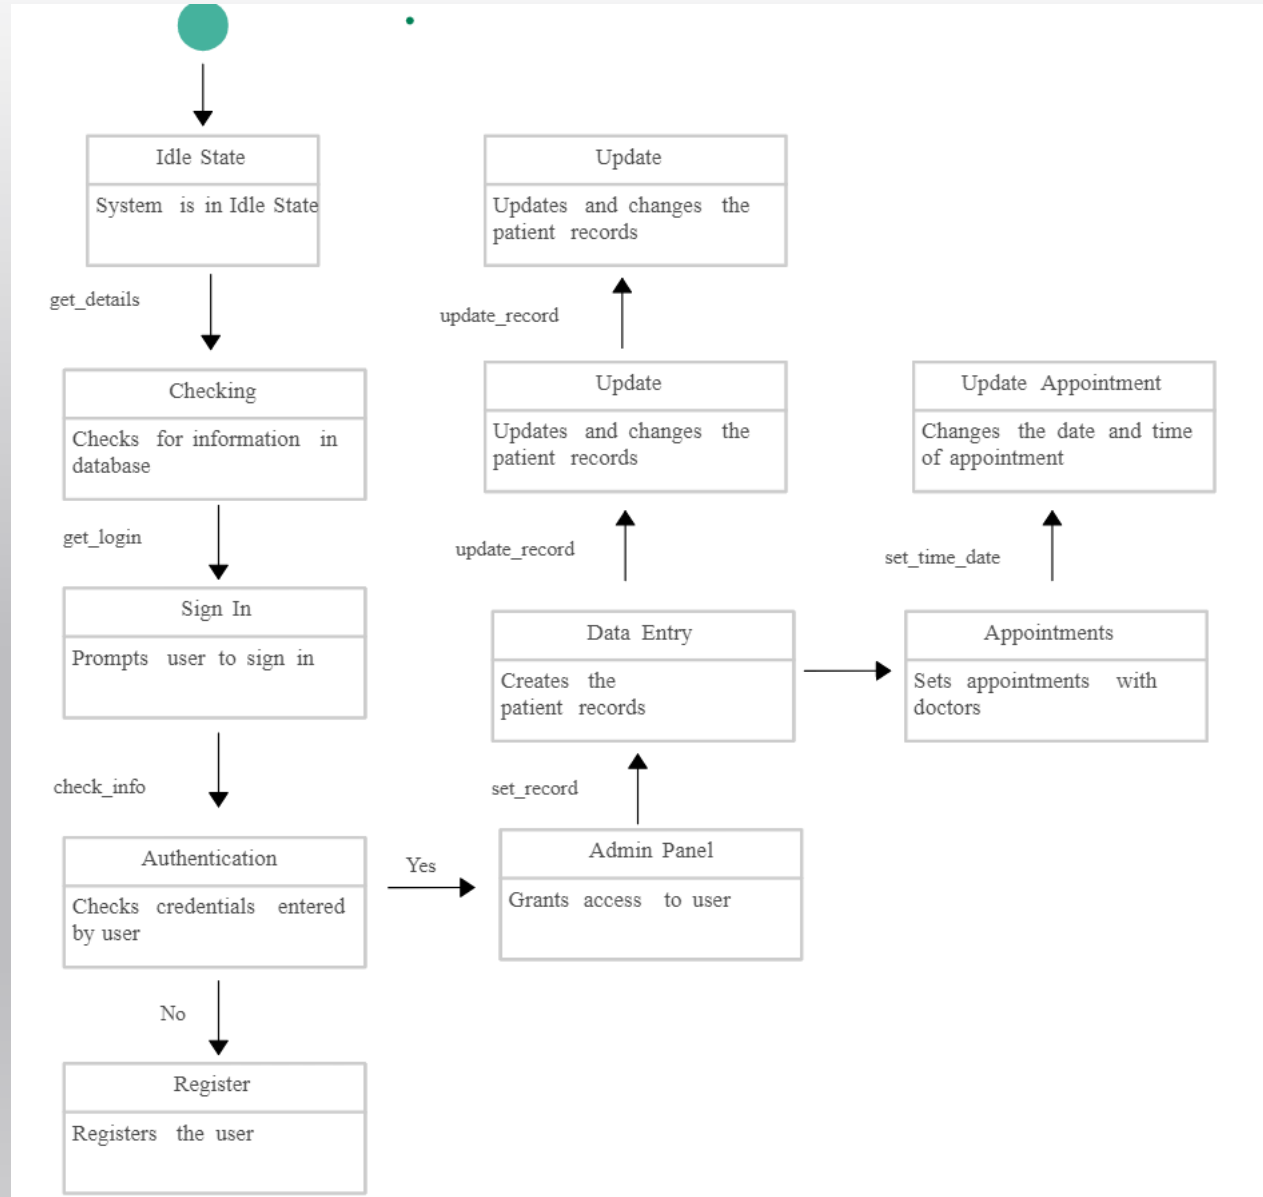 Idle State
System is in Idle State
get_details
Checking
Checks for information in
database
get_login
Sign In
Prompts user to sign in
check_info
Authentication
Checks credentials entered
by user
No
Register
Registers the user
Yes
Admin Panel
Grants access to user
set_record
Data Entry
Creates the
patient records
update_record
Update
Updates and changes the
patient records
update_record
Update
Updates and changes the
patient records
Appointments
Sets appointments with
doctors
set_time_date
Update Appointment
Changes the date and time
of appointment